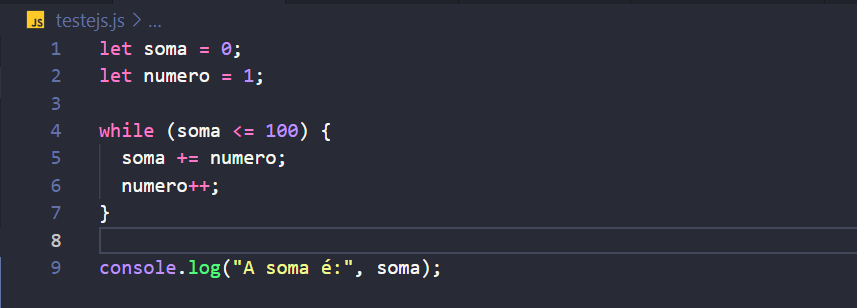 JS testejs.js > ...
1 let soma = 0;
2 let numero = 1;
3
4 while (soma <= 100) {
5   soma += numero;
6   numero++;
7 }
8
9 console.log("A soma é:", soma);